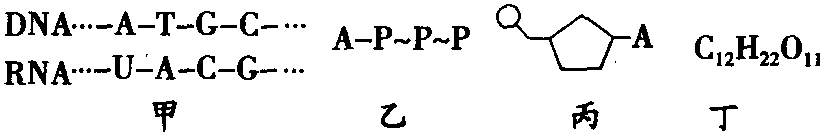 DNA···-A-T-G-C-···
RNA···-U-A-C-G-···
甲
A-P~P~P
乙
A
丙
C₁₂H₂₂O₁₁
丁